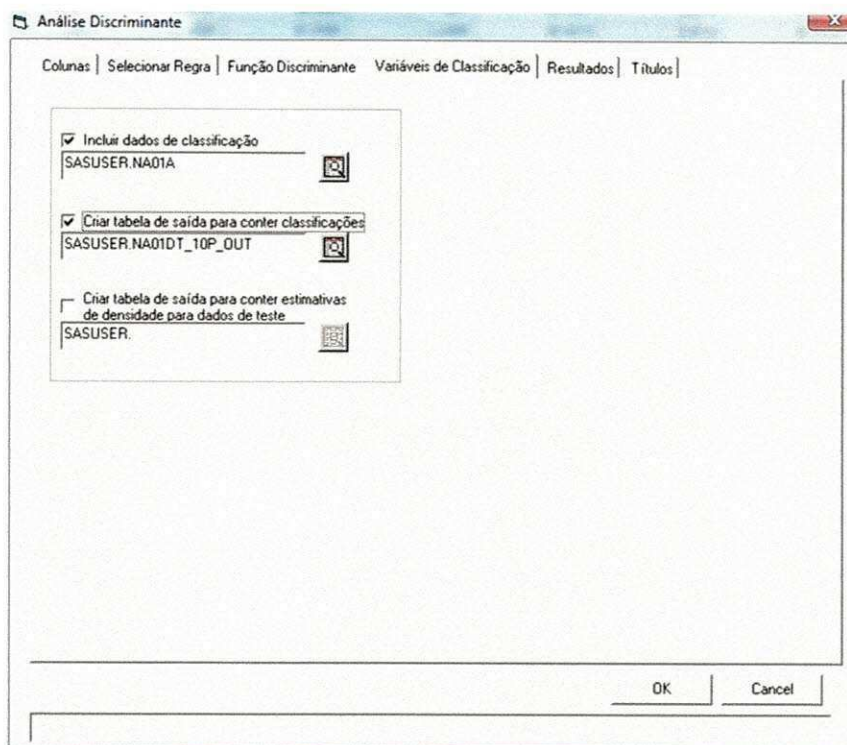 Análise Discriminante
Colunas Selecionar Regra Função Discriminante Variáveis de Classificação Resultados Títulos
Incluir dados de classificação
SASUSER.NA01A
Criar tabela de saída para conter classificações
SASUSER.NA01DT_10P_OUT
Criar tabela de saída para conter estimativas
de densidade para dados de teste
SASUSER.
OK Cancel